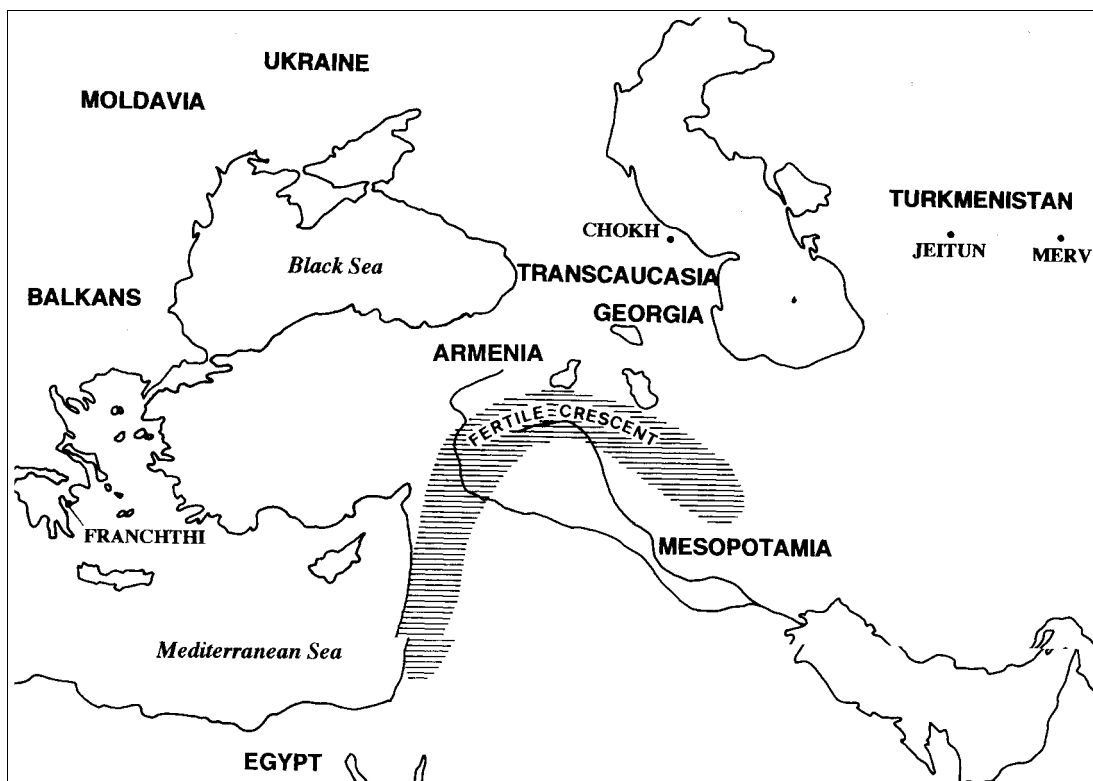 UKRAINE
MOLDAVIA
TURKMENISTAN
CHOKH
JEITUN
MERV
Black Sea
TRANSCAUCASIA
BALKANS
GEORGIA
ARMENIA
FERTILE CRESCENT
FRANCHTHI
MESOPOTAMIA
Mediterranean Sea
EGYPT